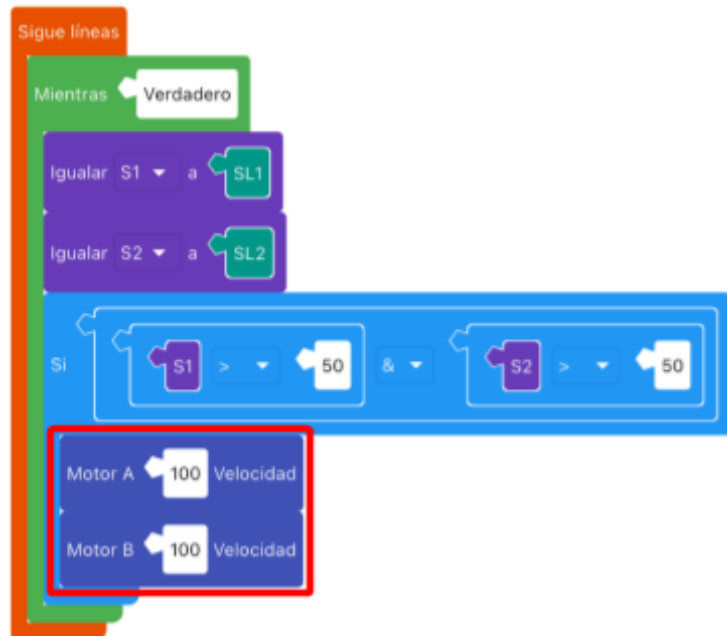 Sigue líneas
Mientras Verdadero
Igualar S1 a SL1
Igualar S2 a SL2
Si S1 > 50 & S2 > 50
Motor A 100 Velocidad
Motor B 100 Velocidad